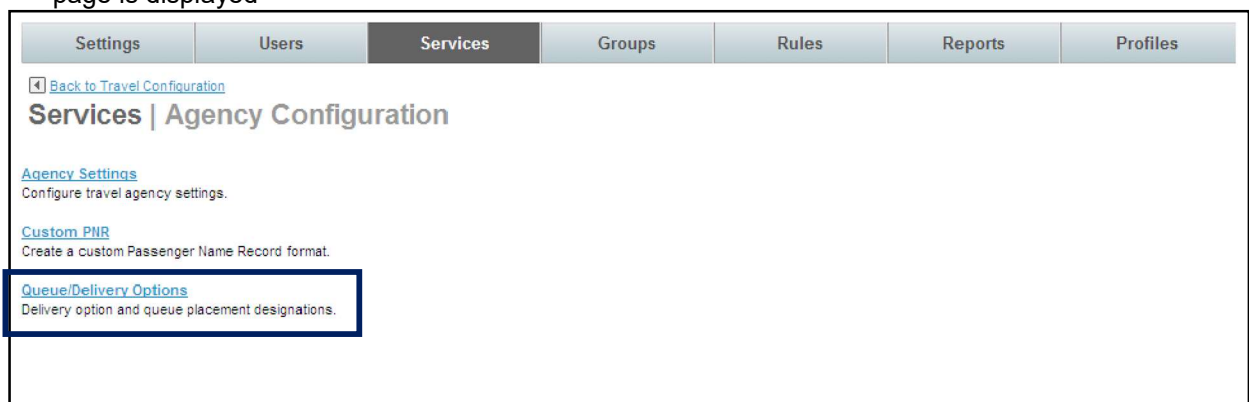 page is displayed
Settings Users Services Groups Rules Reports Profiles
Back to Travel Configuration
Services | Agency Configuration
Agency Settings
Configure travel agency settings.
Custom PNR
Create a custom Passenger Name Record format.
Queue/Delivery Options
Delivery option and queue placement designations.